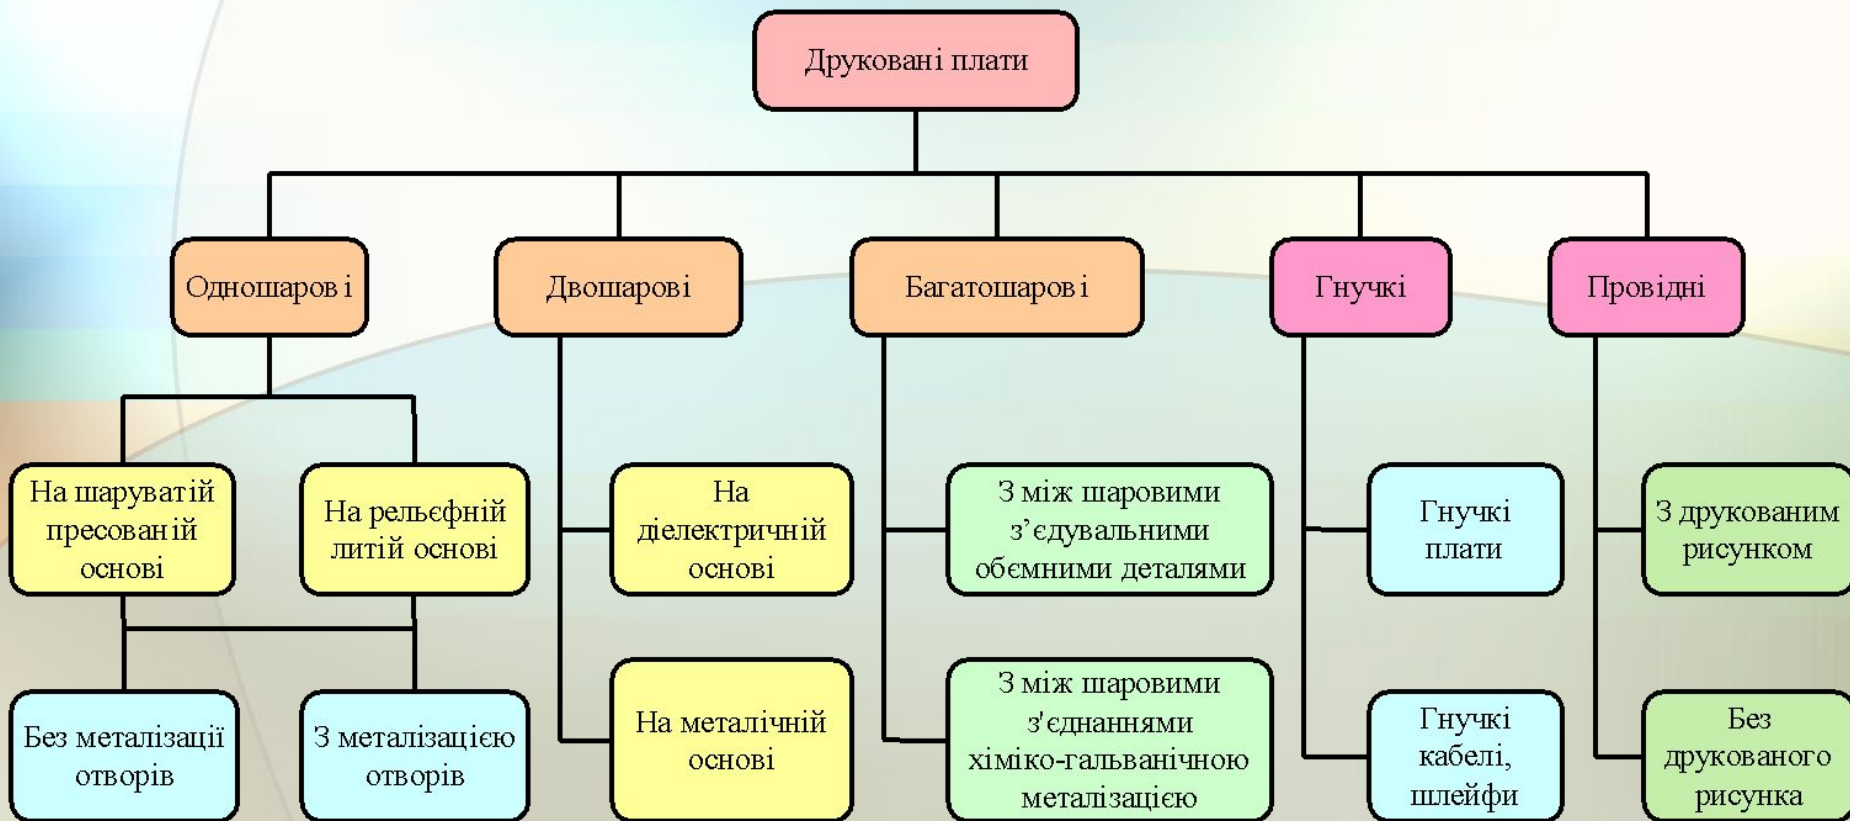 Друковані плати
Одношарові
Двошарові
Багатошарові
Гнучкі
Провідні
На шаруватій
пресованій
основі
На рельєфній
литій основі
На
діелектричній
основі
З між шаровими
з’єдувальними
обємними деталями
Гнучкі
плати
З друкованим
рисунком
Без металізації
отворів
З металізацією
отворів
На металічній
основі
З між шаровими
з'єднаннями
хіміко-гальванічною
металізацією
Гнучкі
кабелі,
шлейфи
Без
друкованого
рисунка